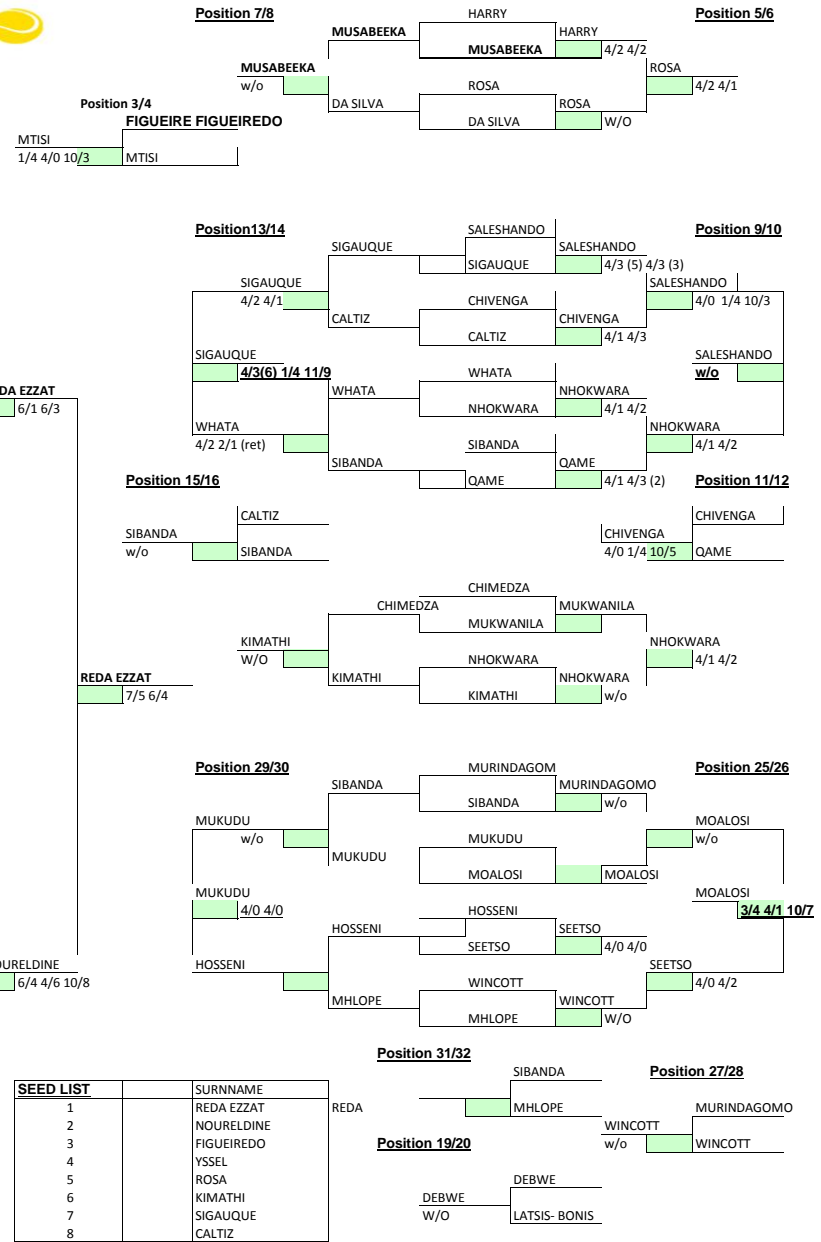 Position 7/8 HARRY Position 5/6
MUSABEEKA HARRY
MUSABEEKA 4/2 4/2
MUSABEEKA ROSA
w/o ROSA 4/2 4/1
Position 3/4 DA SILVA ROSA
FIGUEIRE FIGUEIREDO DA SILVA W/O
MTISI
1/4 4/0 10/3 MTISI
Position13/14 SALESHANDO Position 9/10
SIGAUQUE SALESHANDO
SIGAUQUE 4/3 (5) 4/3 (3)
SIGAUQUE SALESHANDO
4/2 4/1 CHIVENGA 4/0 1/4 10/3
CALTIZ CHIVENGA
CALTIZ 4/1 4/3
SIGAUQUE SALESHANDO
4/3(6) 1/4 11/9 WHATA w/o
DA EZZAT WHATA NHOKWARA
6/1 6/3 NHOKWARA 4/1 4/2
WHATA NHOKWARA
4/2 2/1 (ret) SIBANDA 4/1 4/2
SIBANDA QAME
Position 15/16 QAME 4/1 4/3 (2) Position 11/12
CALTIZ CHIVENGA
SIBANDA CHIVENGA
w/o SIBANDA 4/0 1/4 10/5 QAME
CHIMEDZA
CHIMEDZA MUKWANILA
MUKWANILA
KIMATHI NHOKWARA
W/O NHOKWARA 4/1 4/2
REDA EZZAT KIMATHI NHOKWARA
7/5 6/4 KIMATHI w/o
Position 29/30 MURINDAGOM Position 25/26
SIBANDA MURINDAGOMO
SIBANDA w/o
MUKUDU MOALOSI
w/o MUKUDU w/o
MUKUDU
MOALOSI MOALOSI
MUKUDU MOALOSI
4/0 4/0 HOSSENI 3/4 4/1 10/7
HOSSENI SEETSO
SEETSO 4/0 4/0
OURELDINE HOSSENI SEETSO
6/4 4/6 10/8 WINCOTT 4/0 4/2
MHLOPE WINCOTT
MHLOPE W/O
Position 31/32
SIBANDA Position 27/28
SEED LIST SURNNAME
1 REDA EZZAT REDA MHLOPE MURINDAGOMO
2 NOURELDINE WINCOTT
3 FIGUEIREDO Position 19/20 w/o WINCOTT
4 YSSEL
5 ROSA DEBWE
6 KIMATHI DEBWE
7 SIGAUQUE W/O LATSIS- BONIS
8 CALTIZ